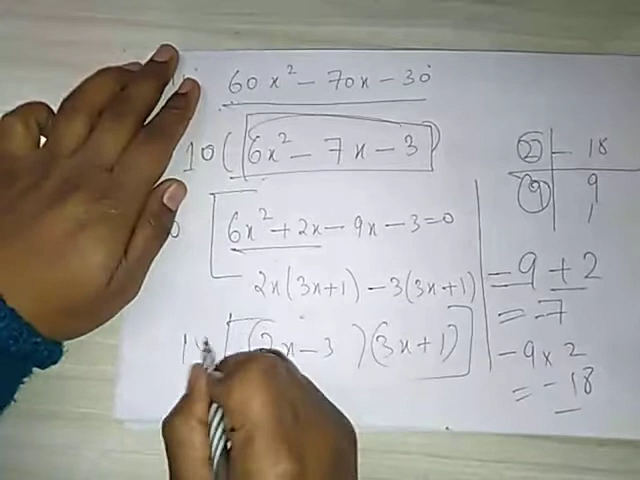 60x² - 70x - 30
10(6x² - 7x - 3)
6x² + 2x - 9x - 3 = 0
2x(3x+1) - 3(3x+1)
(2x - 3)(3x+1)
2 | - 18
9 | 9
1
= 9 + 2
= -7
-9 x 2
= -18